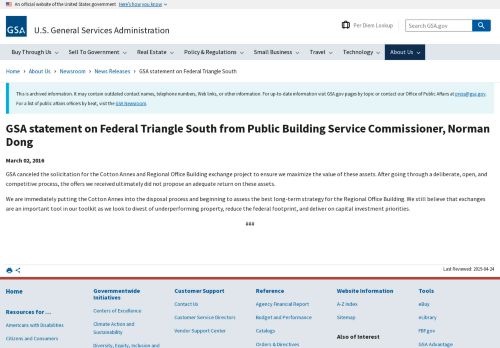 An official website of the United States government Here's how you know
GSA
U.S. General Services Administration
Per Diem Lookup
Search GSA.gov
Buy Through Us
Sell To Government
Real Estate
Policy & Regulations
Small Business
Travel
Technology
About Us
Home › About Us › Newsroom › News Releases › GSA statement on Federal Triangle South
This is archived information. It may contain outdated contact names, telephone numbers, Web links, or other information. For up-to-date information visit GSA.gov pages by topic or contact our Office of Public Affairs at press@gsa.gov.
For a list of public affairs officers by beat, visit the GSA Newsroom.
GSA statement on Federal Triangle South from Public Building Service Commissioner, Norman
Dong
March 02, 2016
GSA canceled the solicitation for the Cotton Annex and Regional Office Building exchange project to ensure we maximize the value of these assets. After going through a deliberate, open, and
competitive process, the offers we received ultimately did not propose an adequate return on these assets.
We are immediately putting the Cotton Annex into the disposal process and beginning to assess the best long-term strategy for the Regional Office Building. We still believe that exchanges
are an important tool in our toolkit as we look to divest of underperforming property, reduce the federal footprint, and deliver on capital investment priorities.
###
Last Reviewed: 2015-04-24
Home
Resources for ...
Americans with Disabilities
Citizens and Consumers
Governmentwide
Initiatives
Centers of Excellence
Climate Action and
Sustainability
Diversity, Equity, Inclusion and
Customer Support
Contact Us
Customer Service Directors
Vendor Support Center
Reference
Agency Financial Report
Budget and Performance
Catalogs
Orders & Directives
Website Information
A-Z Index
Sitemap
Also of Interest
Tools
eBuy
eLibrary
FBF.gov
GSA Advantage